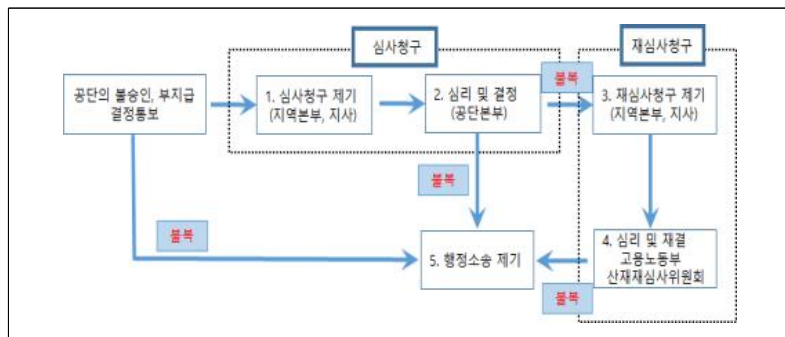 심사청구
재심사청구
공단의 불승인, 부지급
결정통보
1. 심사청구 제기
(지역본부, 지사)
2. 심리 및 결정
(공단본부)
불복
3. 재심사청구 제기
(지역본부, 지사)
불복
불복
5. 행정소송 제기
4. 심리 및 재결
고용노동부
산재재심사위원회
불복